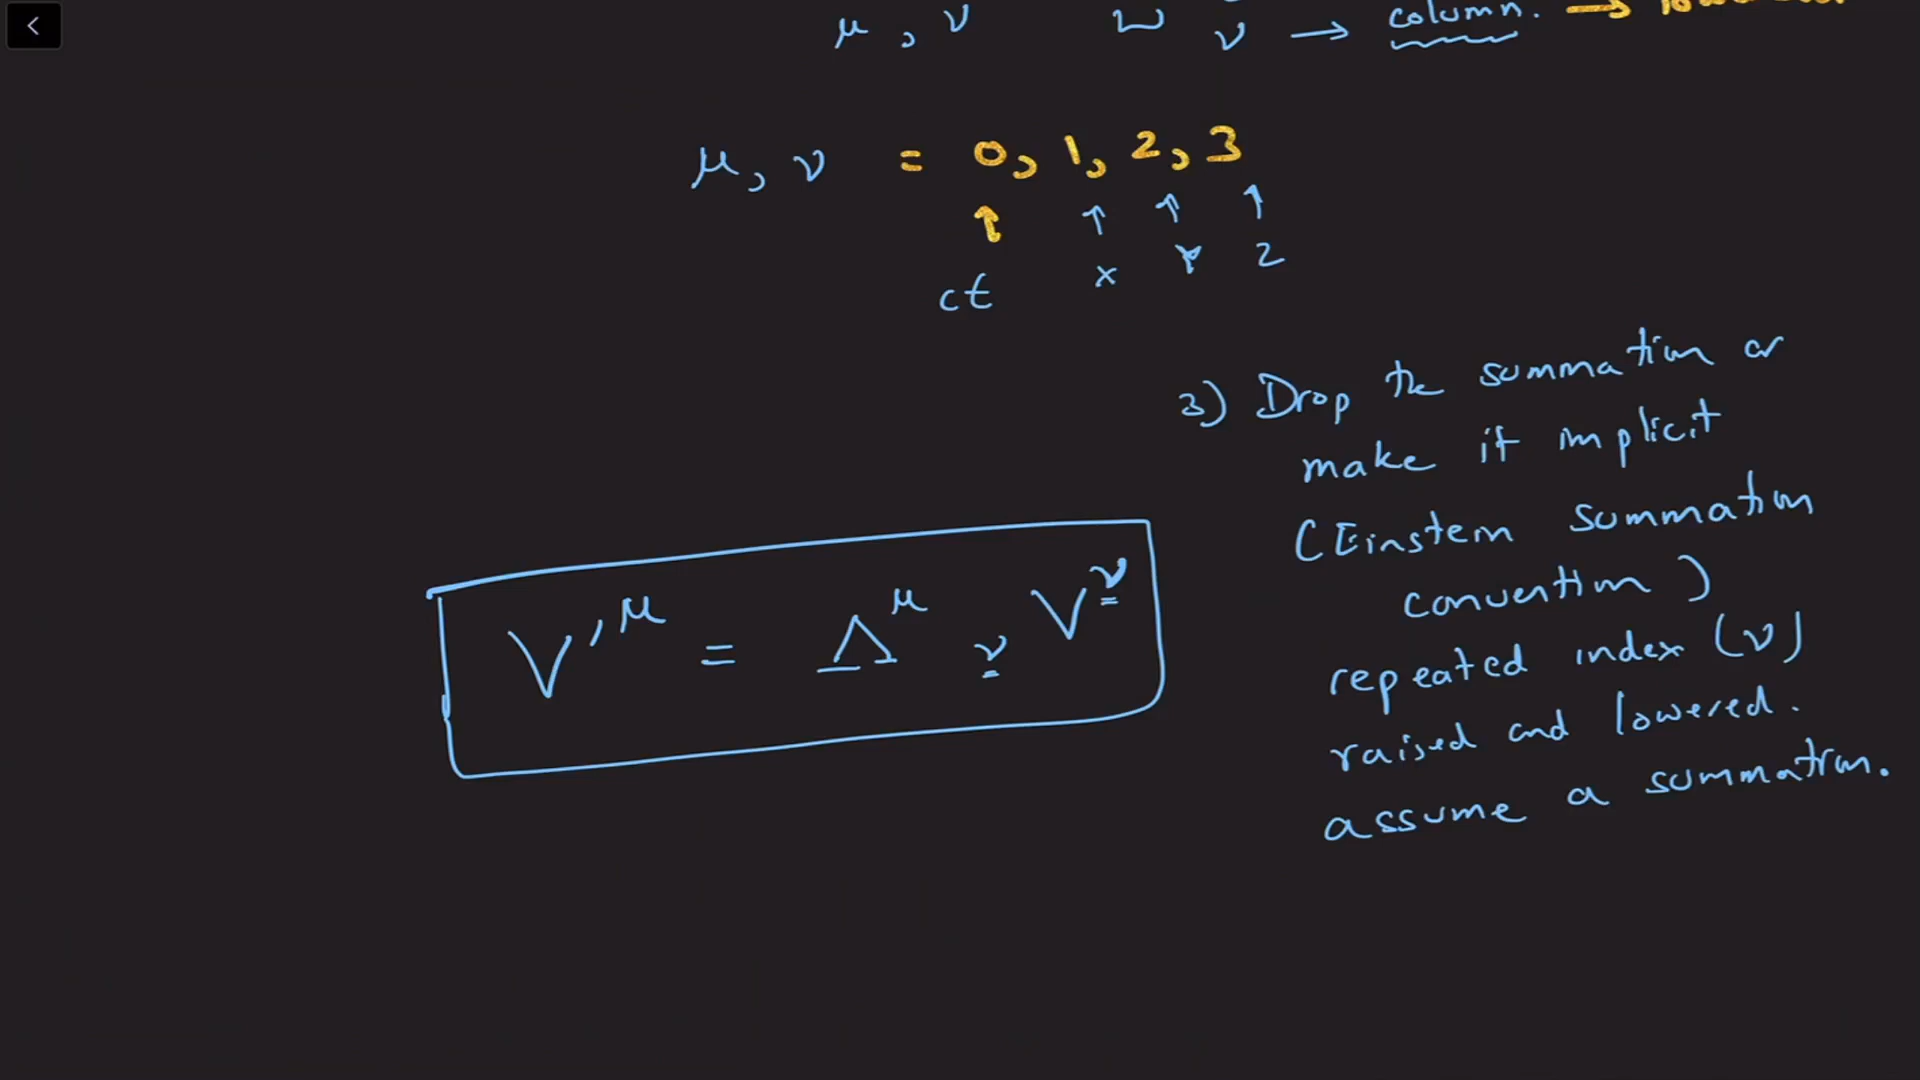 μ, ν ν → column. →
μ, ν = 0, 1, 2, 3
↑ ↑ ↑ ↑
ct x y z
3) Drop the summation or
make it implicit
(Einstein summation
convention)
repeated index (ν)
raised and lowered.
assume a summation.
V'^μ = Λ^μ_ν V^ν